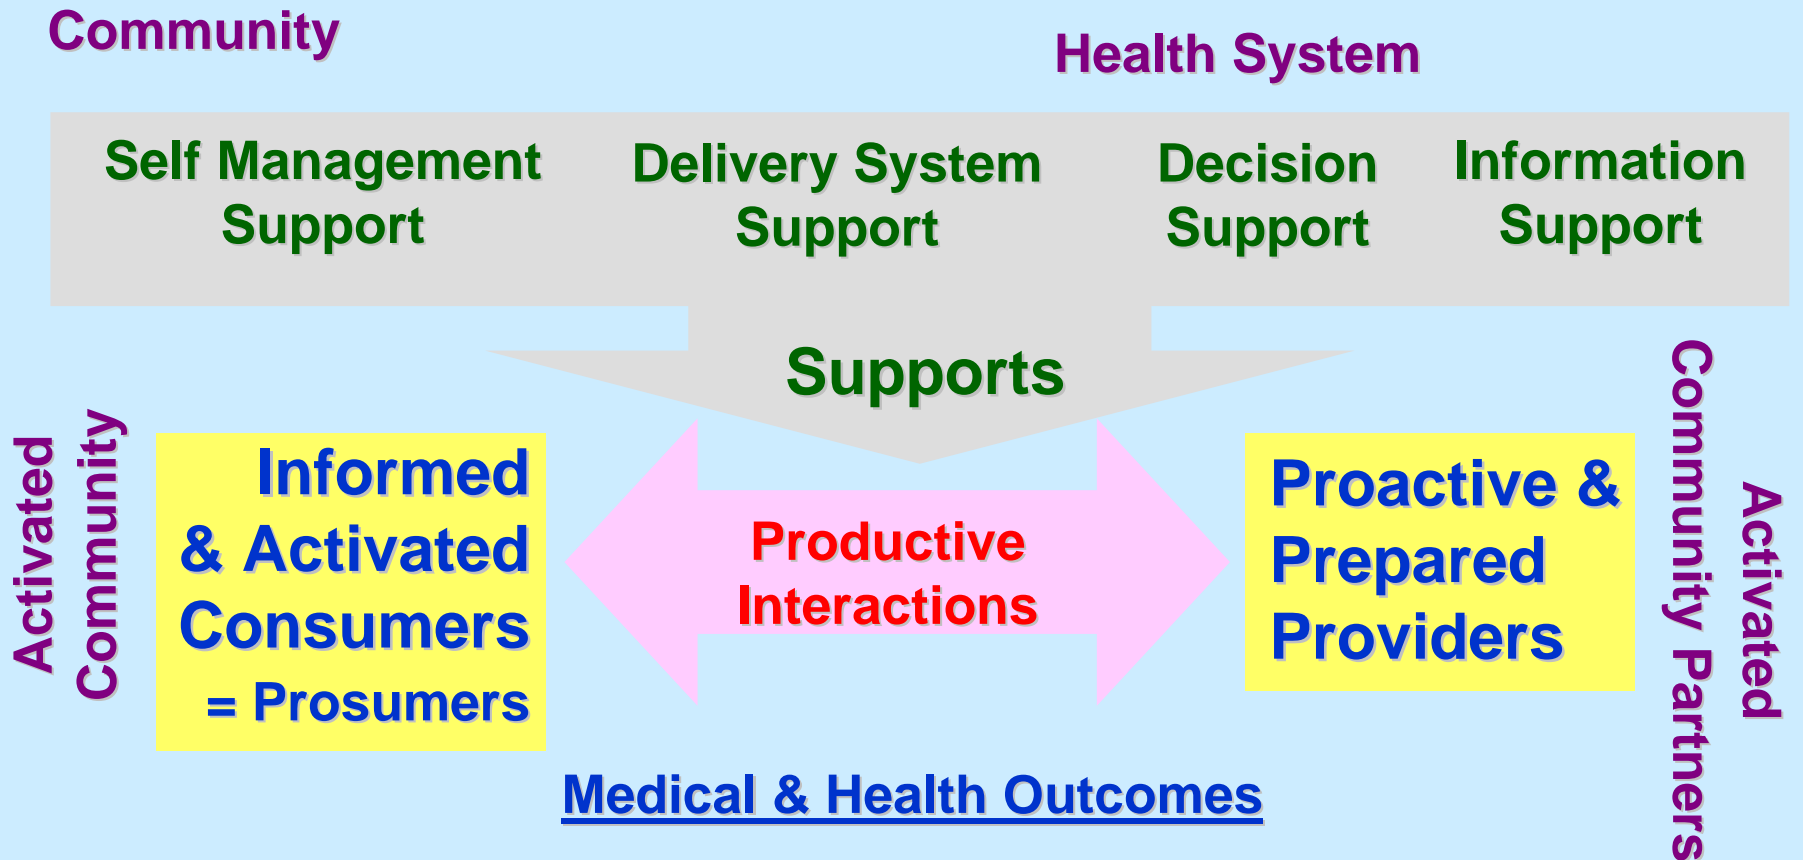 Community
Health System
Self Management
Support
Delivery System
Support
Decision
Support
Information
Support
Supports
Activated
Community
Informed
& Activated
Consumers
= Prosumers
Productive
Interactions
Proactive &
Prepared
Providers
Activated
Community Partners
Medical & Health Outcomes